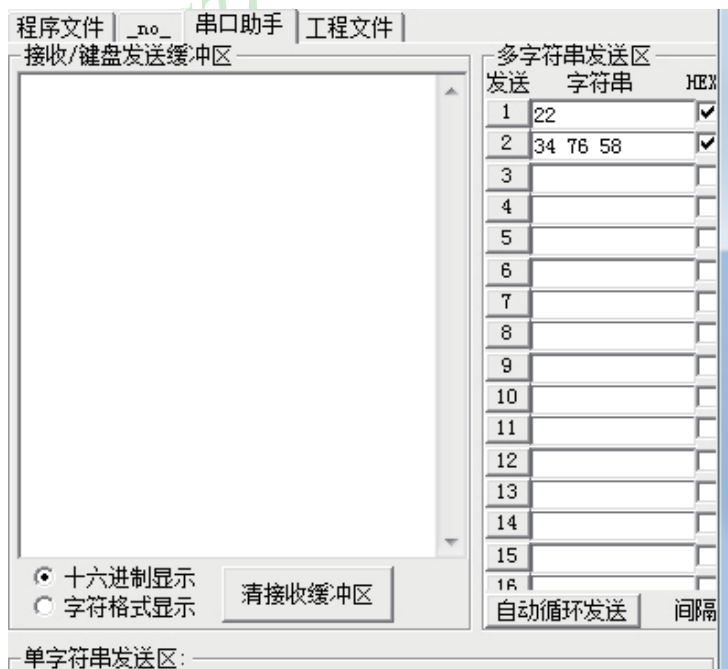 程序文件 _no_ 串口助手 工程文件
接收/键盘发送缓冲区
多字符串发送区
发送 字符串 HEX
1 22
2 34 76 58
3
4
5
6
7
8
9
10
11
12
13
14
15
16
十六进制显示
字符格式显示
清接收缓冲区
自动循环发送 间隔
单字符串发送区: